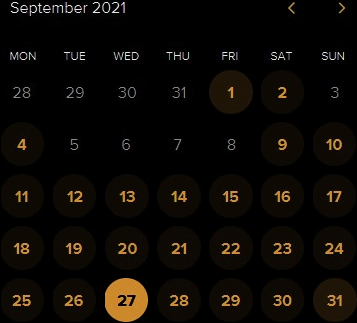 September 2021
MON TUE WED THU FRI SAT SUN
28 29 30 31 1 2 3
4 5 6 7 8 9 10
11 12 13 14 15 16 17
18 19 20 21 22 23 24
25 26 27 28 29 30 31